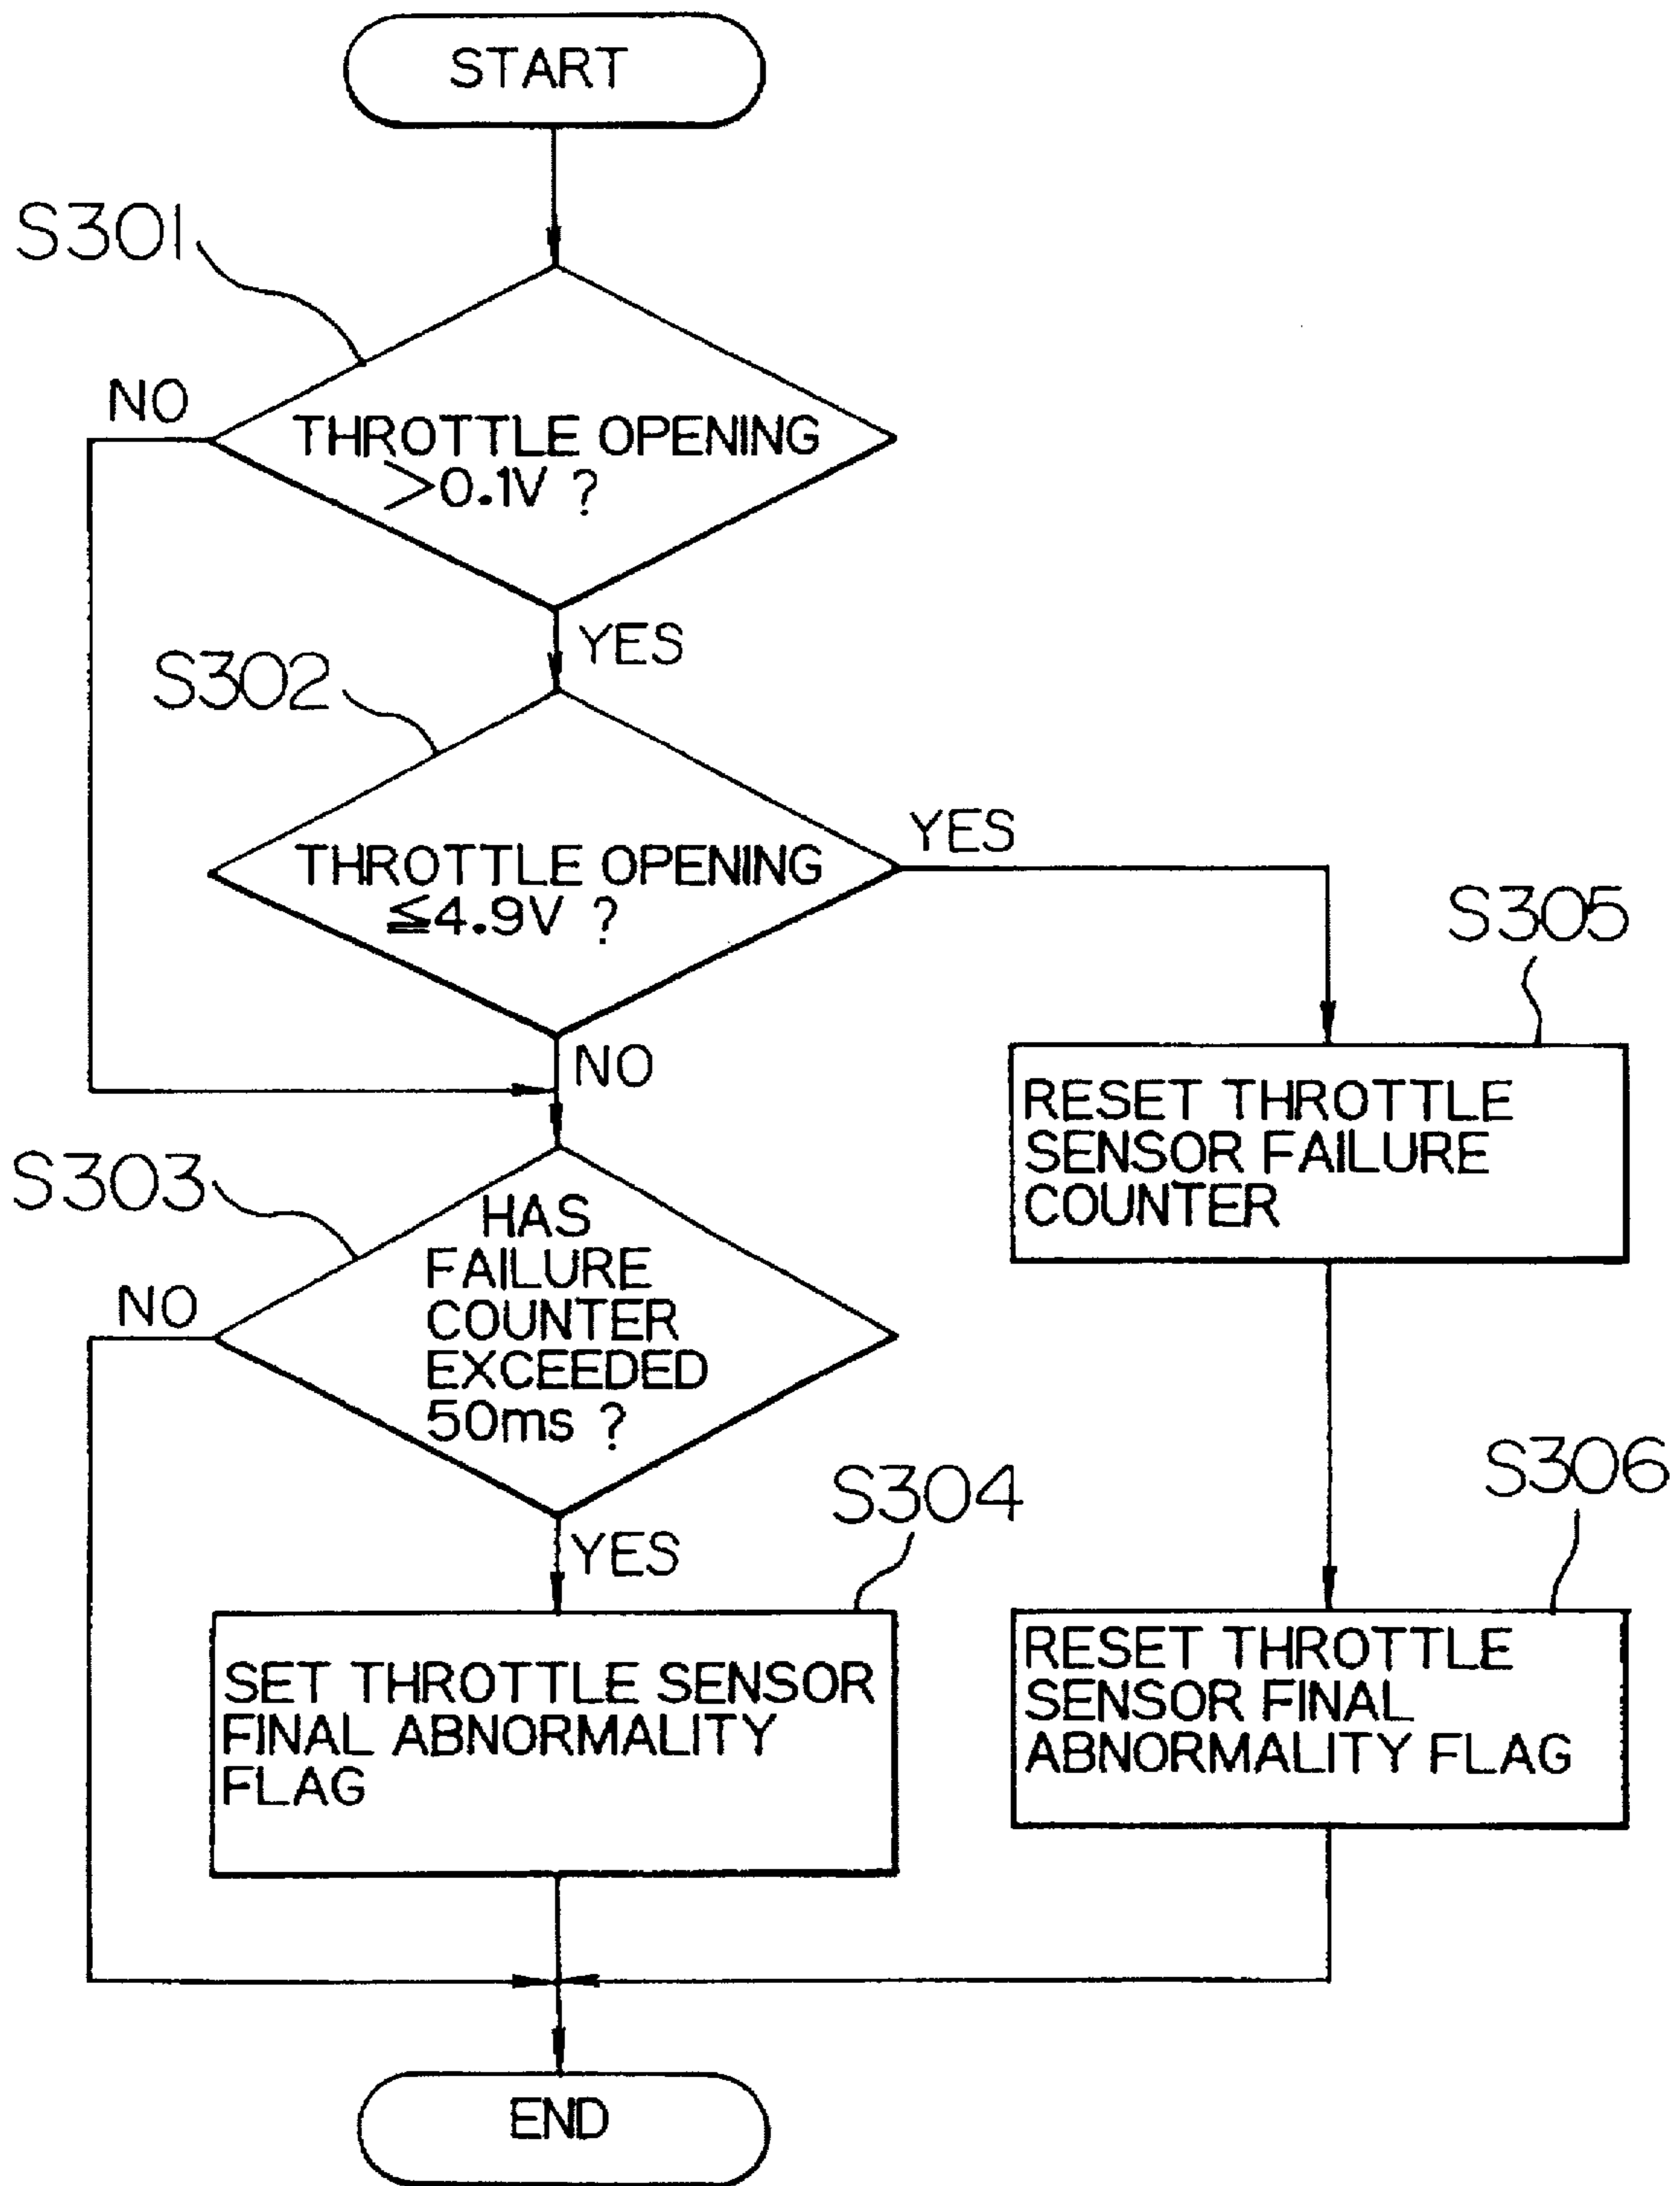 START
S301
NO
THROTTLE OPENING
>0.1V ?
YES
S302
THROTTLE OPENING
≦4.9V ?
YES
NO
S305
RESET THROTTLE
SENSOR FAILURE
COUNTER
S303
HAS
FAILURE
COUNTER
EXCEEDED
50ms ?
NO
YES
S304
SET THROTTLE SENSOR
FINAL ABNORMALITY
FLAG
S306
RESET THROTTLE
SENSOR FINAL
ABNORMALITY FLAG
END